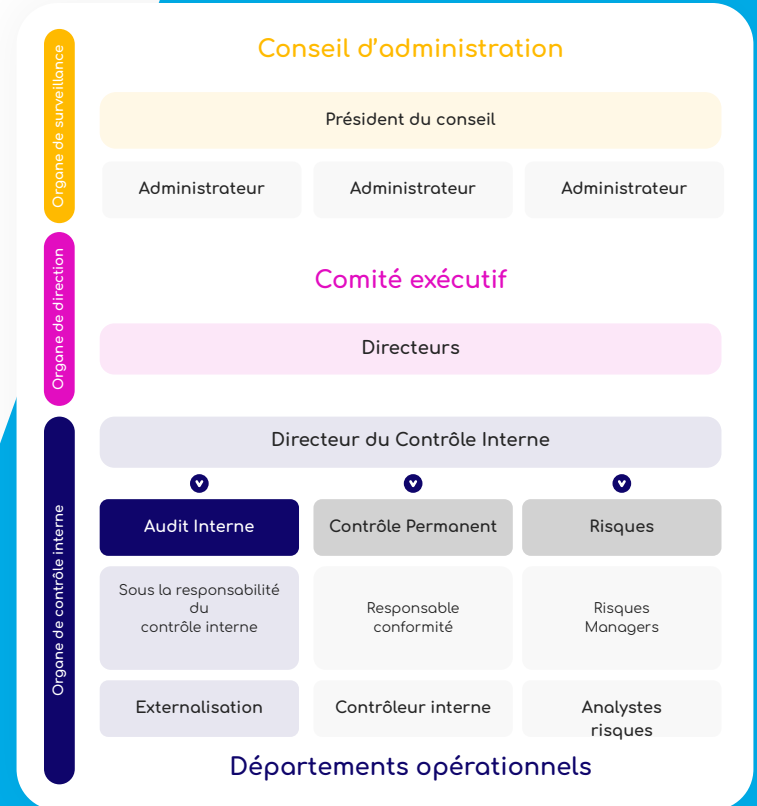 Organe de surveillance
Conseil d'administration
Président du conseil
Administrateur
Administrateur
Administrateur
Organe de direction
Comité exécutif
Directeurs
Organe de contrôle interne
Directeur du Contrôle Interne
Audit Interne
Contrôle Permanent
Risques
Sous la responsabilité
du
contrôle interne
Responsable
conformité
Risques
Managers
Externalisation
Contrôleur interne
Analystes
risques
Départements opérationnels